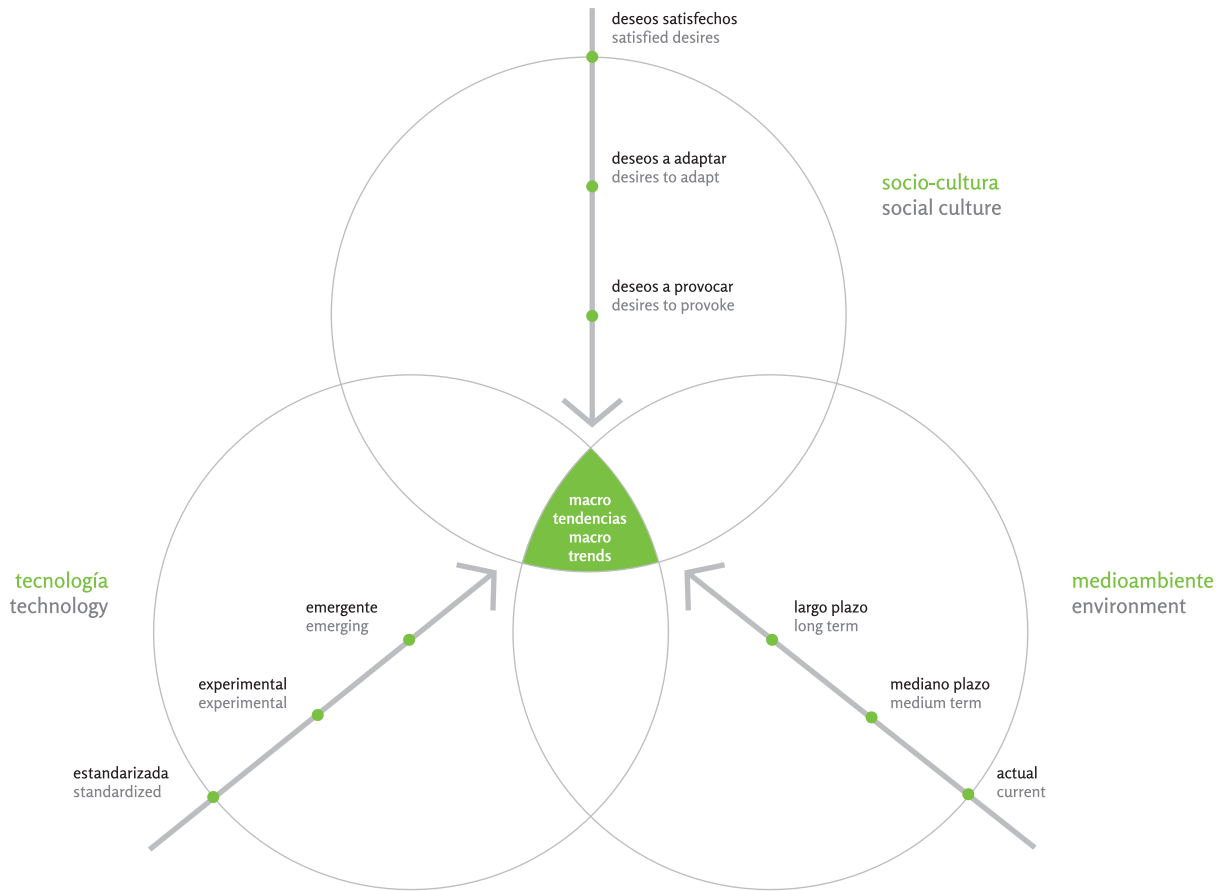 deseos satisfechos
satisfied desires
deseos a adaptar
desires to adapt
socio-cultura
social culture
deseos a provocar
desires to provoke
macro
tendencias
macro
trends
tecnología
technology
medioambiente
environment
emergente
emerging
largo plazo
long term
experimental
experimental
mediano plazo
medium term
estandarizada
standardized
actual
current